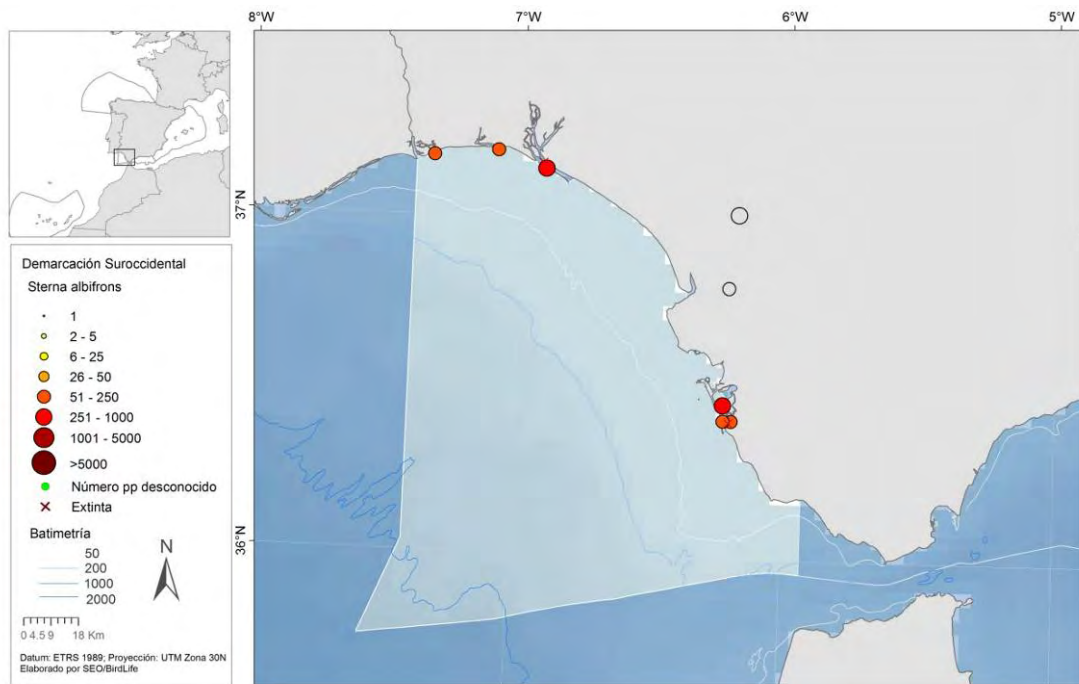 8°W
7°W
6°W
5°W
37°N
36°N
Demarcación Suroccidental
Sterna albifrons
1
2 - 5
6 - 25
26 - 50
51 - 250
251 - 1000
1001 - 5000
>5000
Número pp desconocido
Extinta
Batimetría
50
200
1000
2000
N
0 4.5 9 18 Km
Datum: ETRS 1989; Proyección: UTM Zona 30N
Elaborado por SEO/BirdLife